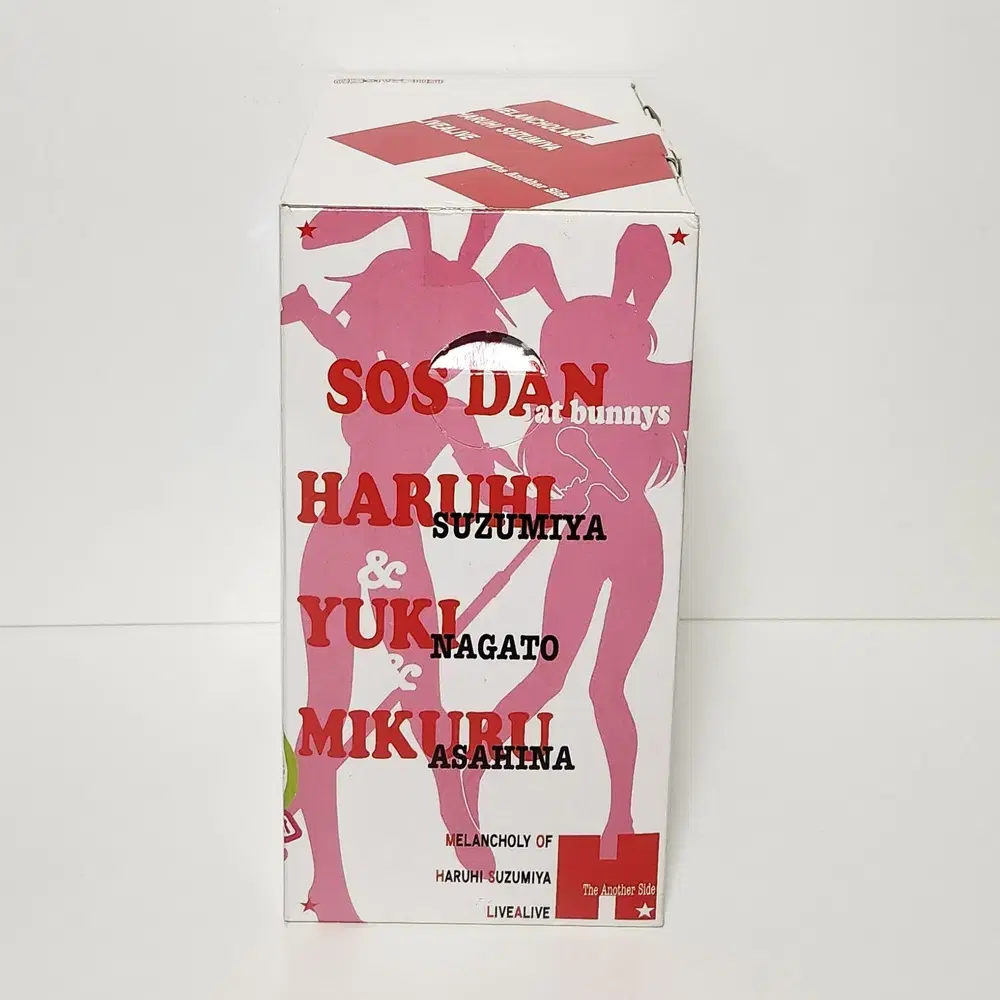 MELANCHOLY OF
HARUHI SUZUMIYA
LIVEALIVE
The Another Side
SOS DAN
at bunnys
HARUHI
SUZUMIYA
&
YUKI
NAGATO
&
MIKURU
ASAHINA
MELANCHOLY OF
HARUHI SUZUMIYA
LIVEALIVE
The Another Side